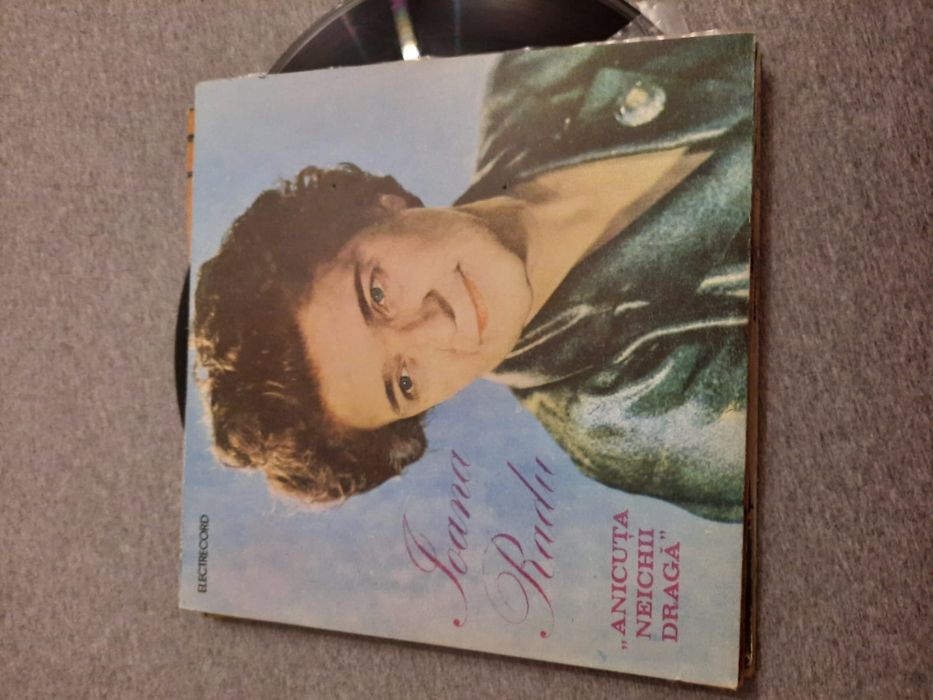 ELECTRECORD
Ioana
Radu
„ANICUȚA
NEICHII
DRAGĂ”